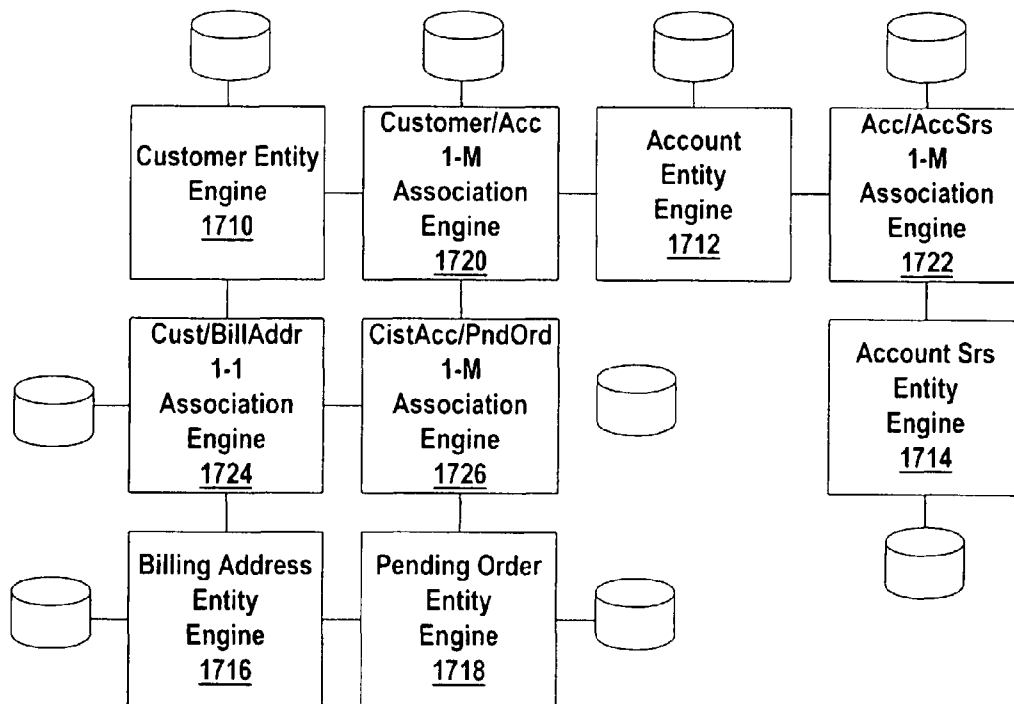 Customer Entity
Engine
1710
Customer/Acc
1-M
Association
Engine
1720
Account
Entity
Engine
1712
Acc/AccSrs
1-M
Association
Engine
1722
Cust/BillAddr
1-1
Association
Engine
1724
CistAcc/PndOrd
1-M
Association
Engine
1726
Account Srs
Entity
Engine
1714
Billing Address
Entity
Engine
1716
Pending Order
Entity
Engine
1718